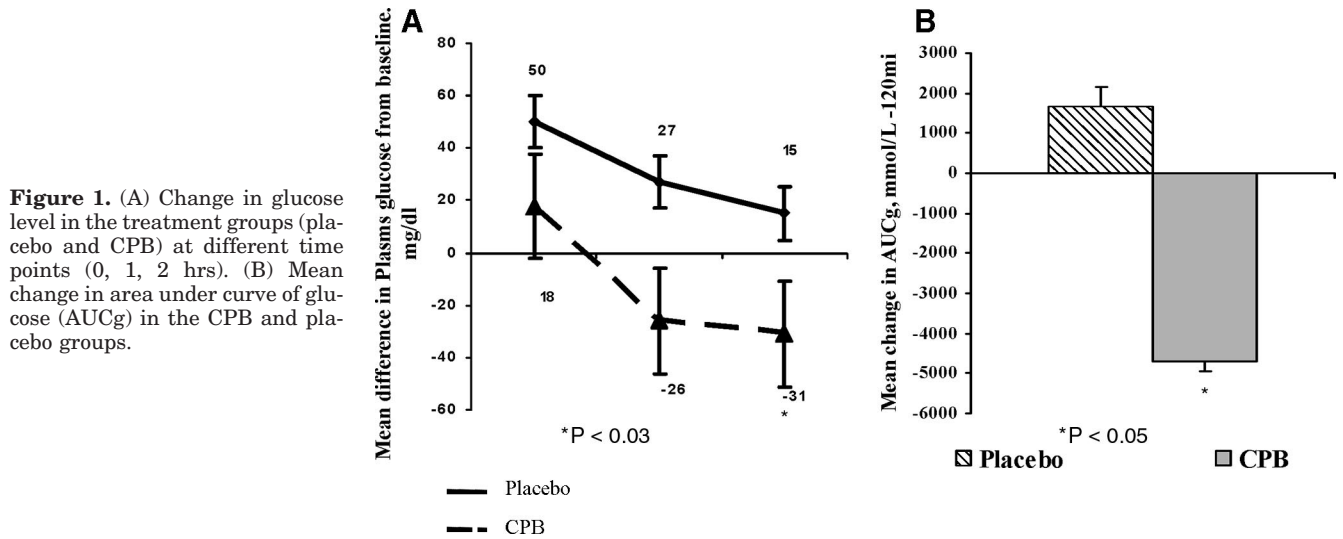 Figure 1. (A) Change in glucose
level in the treatment groups (pla-
cebo and CPB) at different time
points (0, 1, 2 hrs). (B) Mean
change in area under curve of glu-
cose (AUCg) in the CPB and pla-
cebo groups.
A
Mean difference in Plasms glucose from baseline.
mg/dl
80
60
40
20
0
-20
-40
-60
50
27
15
18
-26
-31
*
*P < 0.03
Placebo
CPB
B
Mean change in AUCg, mmol/L -120mi
3000
2000
1000
0
-1000
-2000
-3000
-4000
-5000
-6000
*
*P < 0.05
Placebo
CPB